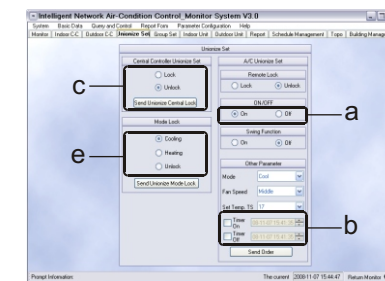 Intelligent Network Air-Condition Control_Monitor System V3.0
System Basic Data Query and Control Report Form Parameter Configuration Help
Monitor Indoor C.C Outdoor C.C Unionize Set Group Set Indoor Unit Outdoor Unit Report Schedule Management Topo Building Mana
Unionize Set
Central Controller Unionize Set
Lock
Unlock
Send Unionize Central Lock
Mode Lock
Cooling
Heating
Unlock
Send Unionize Mode Lock
A/C Unionize Set
Remote Lock
Lock Unlock
ON/OFF
On Off
Swing Function
On Off
Other Parameter
Mode Cool
Fan Speed Middle
Set Temp. TS 17
Time On
Time Off
Send Order
c
e
a
b
Prompt Information The current 2008-11-07 15:44:47 Return Monitor